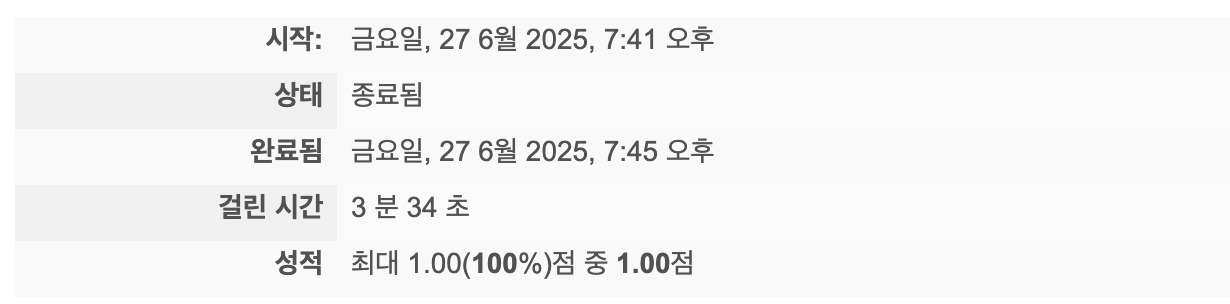 시작: 금요일, 27 6월 2025, 7:41 오후
상태 종료됨
완료됨 금요일, 27 6월 2025, 7:45 오후
걸린 시간 3 분 34 초
성적 최대 1.00(100%)점 중 1.00점